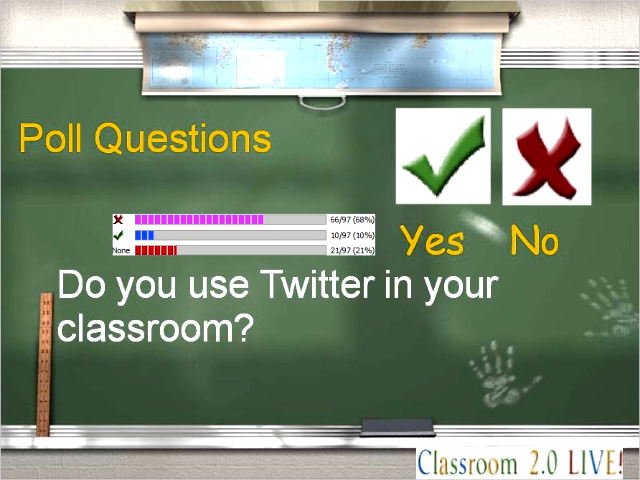 Poll Questions
66/97 (68%)
10/97 (10%)
None 21/97 (21%)
Yes No
Do you use Twitter in your
classroom?
Classroom 2.0 LIVE!